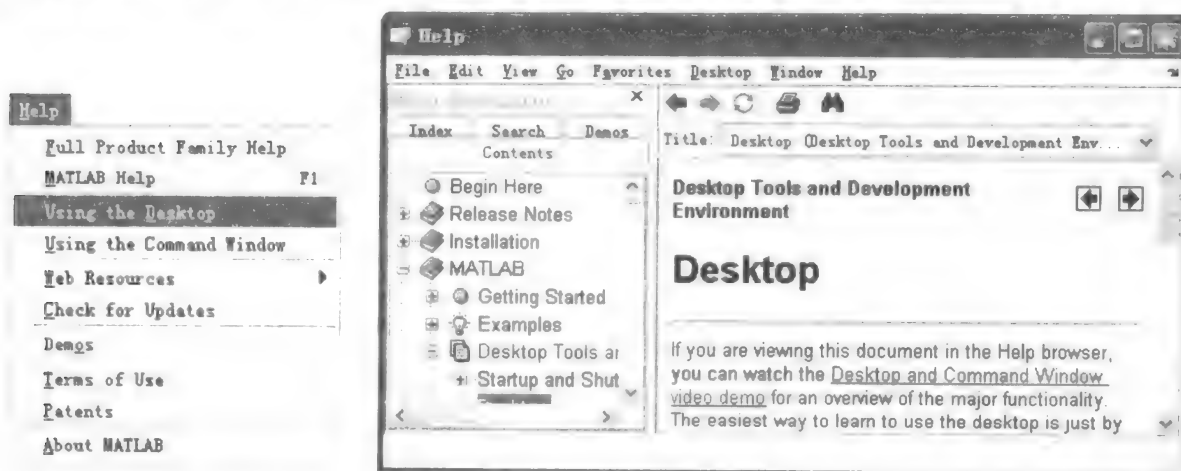 Help
Full Product Family Help
MATLAB Help F1
Using the Desktop
Using the Command Window
Web Resources
Check for Updates
Demos
Terms of Use
Patents
About MATLAB
Help
File Edit View Go Favorites Desktop Window Help
Index Search Demos
Contents
Begin Here
Release Notes
Installation
MATLAB
Getting Started
Examples
Desktop Tools ar
Startup and Shut
Title: Desktop (Desktop Tools and Development Env...
Desktop Tools and Development
Environment
Desktop
If you are viewing this document in the Help browser,
you can watch the Desktop and Command Window
video demo for an overview of the major functionality.
The easiest way to learn to use the desktop is just by